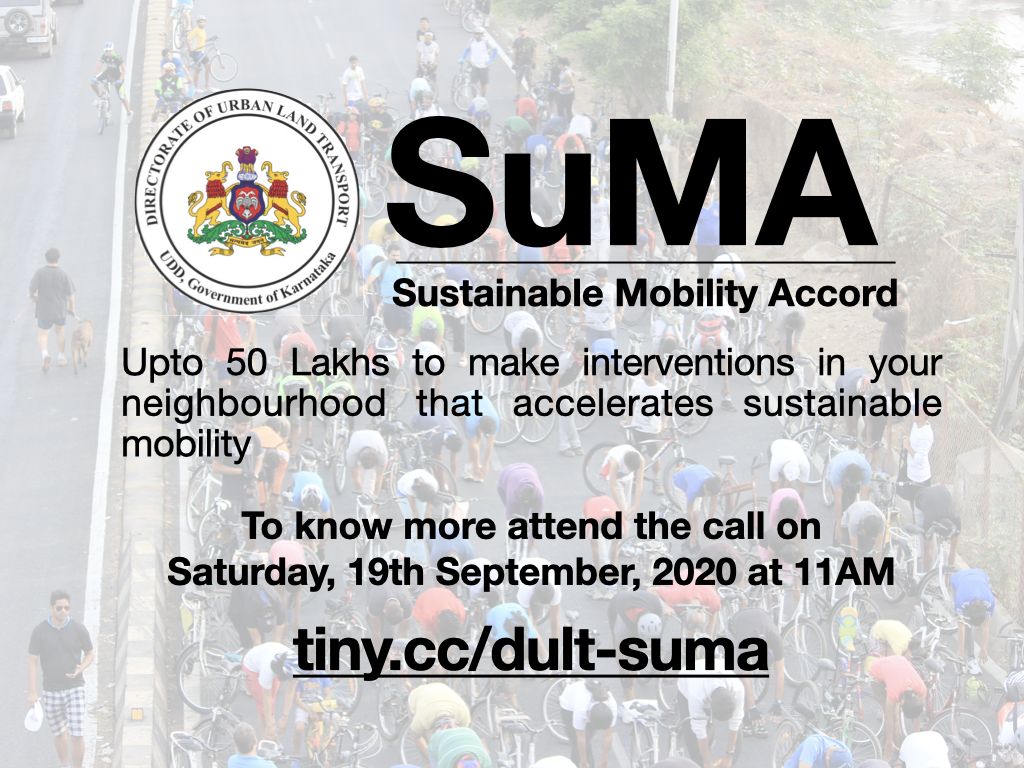 DIRECTORATE OF URBAN LAND TRANSPORT
UDD, Government of Karnataka
SuMA
Sustainable Mobility Accord
Upto 50 Lakhs to make interventions in your
neighbourhood that accelerates sustainable
mobility
To know more attend the call on
Saturday, 19th September, 2020 at 11AM
tiny.cc/dult-suma